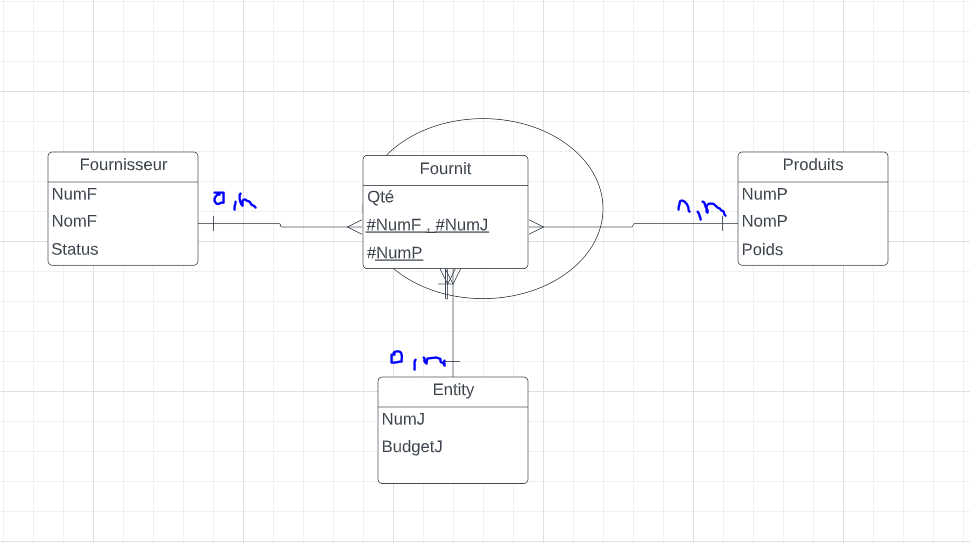 Fournisseur
NumF
NomF
Status
0,n
Fournit
Qté
#NumF , #NumJ
#NumP
n,n
Produits
NumP
NomP
Poids
0,n
Entity
NumJ
BudgetJ